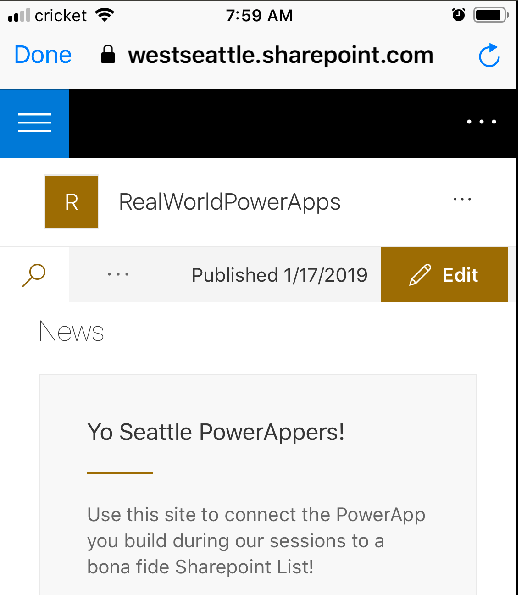 cricket 7:59 AM
Done westseattle.sharepoint.com
R RealWorldPowerApps
Published 1/17/2019 Edit
News
Yo Seattle PowerAppers!
Use this site to connect the PowerApp
you build during our sessions to a
bona fide Sharepoint List!